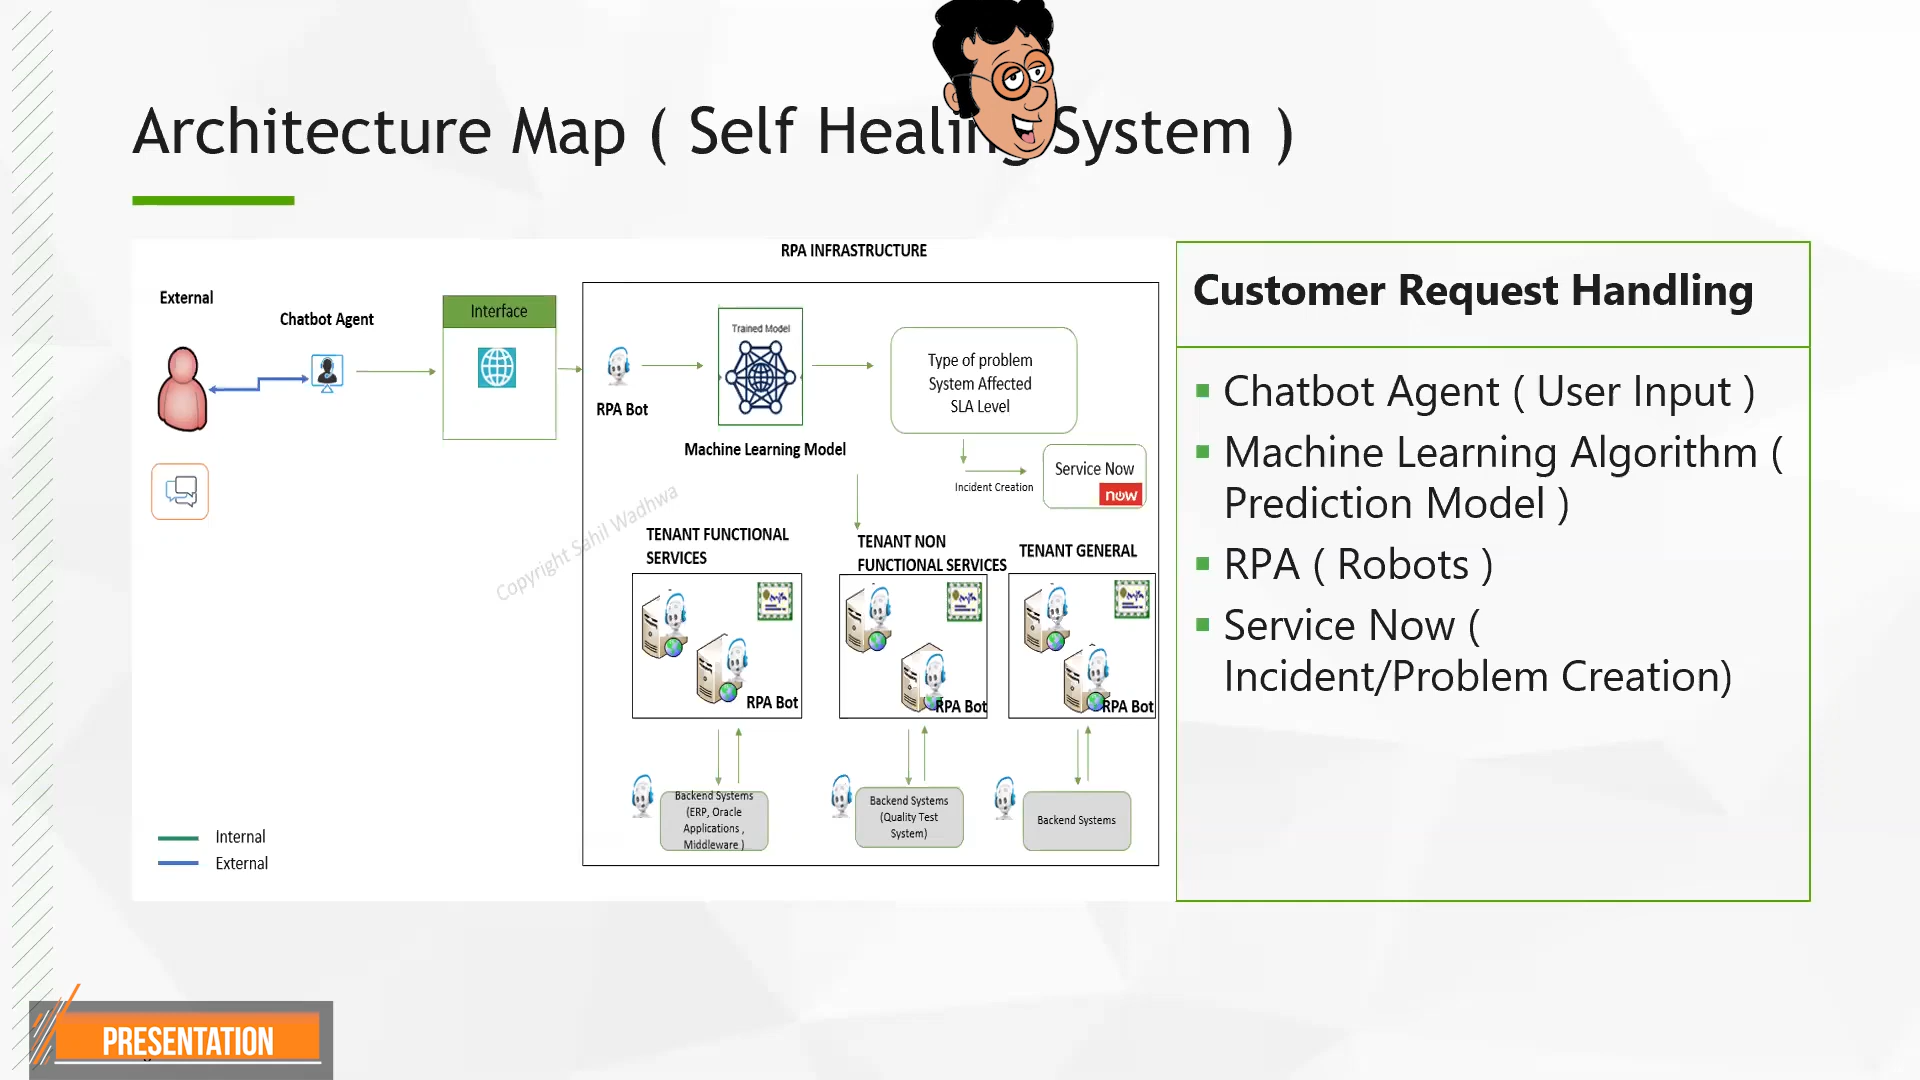 Architecture Map ( Self Healing System )
RPA INFRASTRUCTURE
External
Chatbot Agent
Interface
RPA Bot
Trained Model
Machine Learning Model
Type of problem
System Affected
SLA Level
Incident Creation
Service Now
now
Copyright Sahil Wadhwa
TENANT FUNCTIONAL
SERVICES
TENANT NON
FUNCTIONAL SERVICES
TENANT GENERAL
RPA Bot
RPA Bot
RPA Bot
Backend Systems
(ERP, Oracle
Applications ,
Middleware )
Backend Systems
(Quality Test
System)
Backend Systems
Internal
External
Customer Request Handling
Chatbot Agent ( User Input )
Machine Learning Algorithm (
Prediction Model )
RPA ( Robots )
Service Now (
Incident/Problem Creation)
PRESENTATION